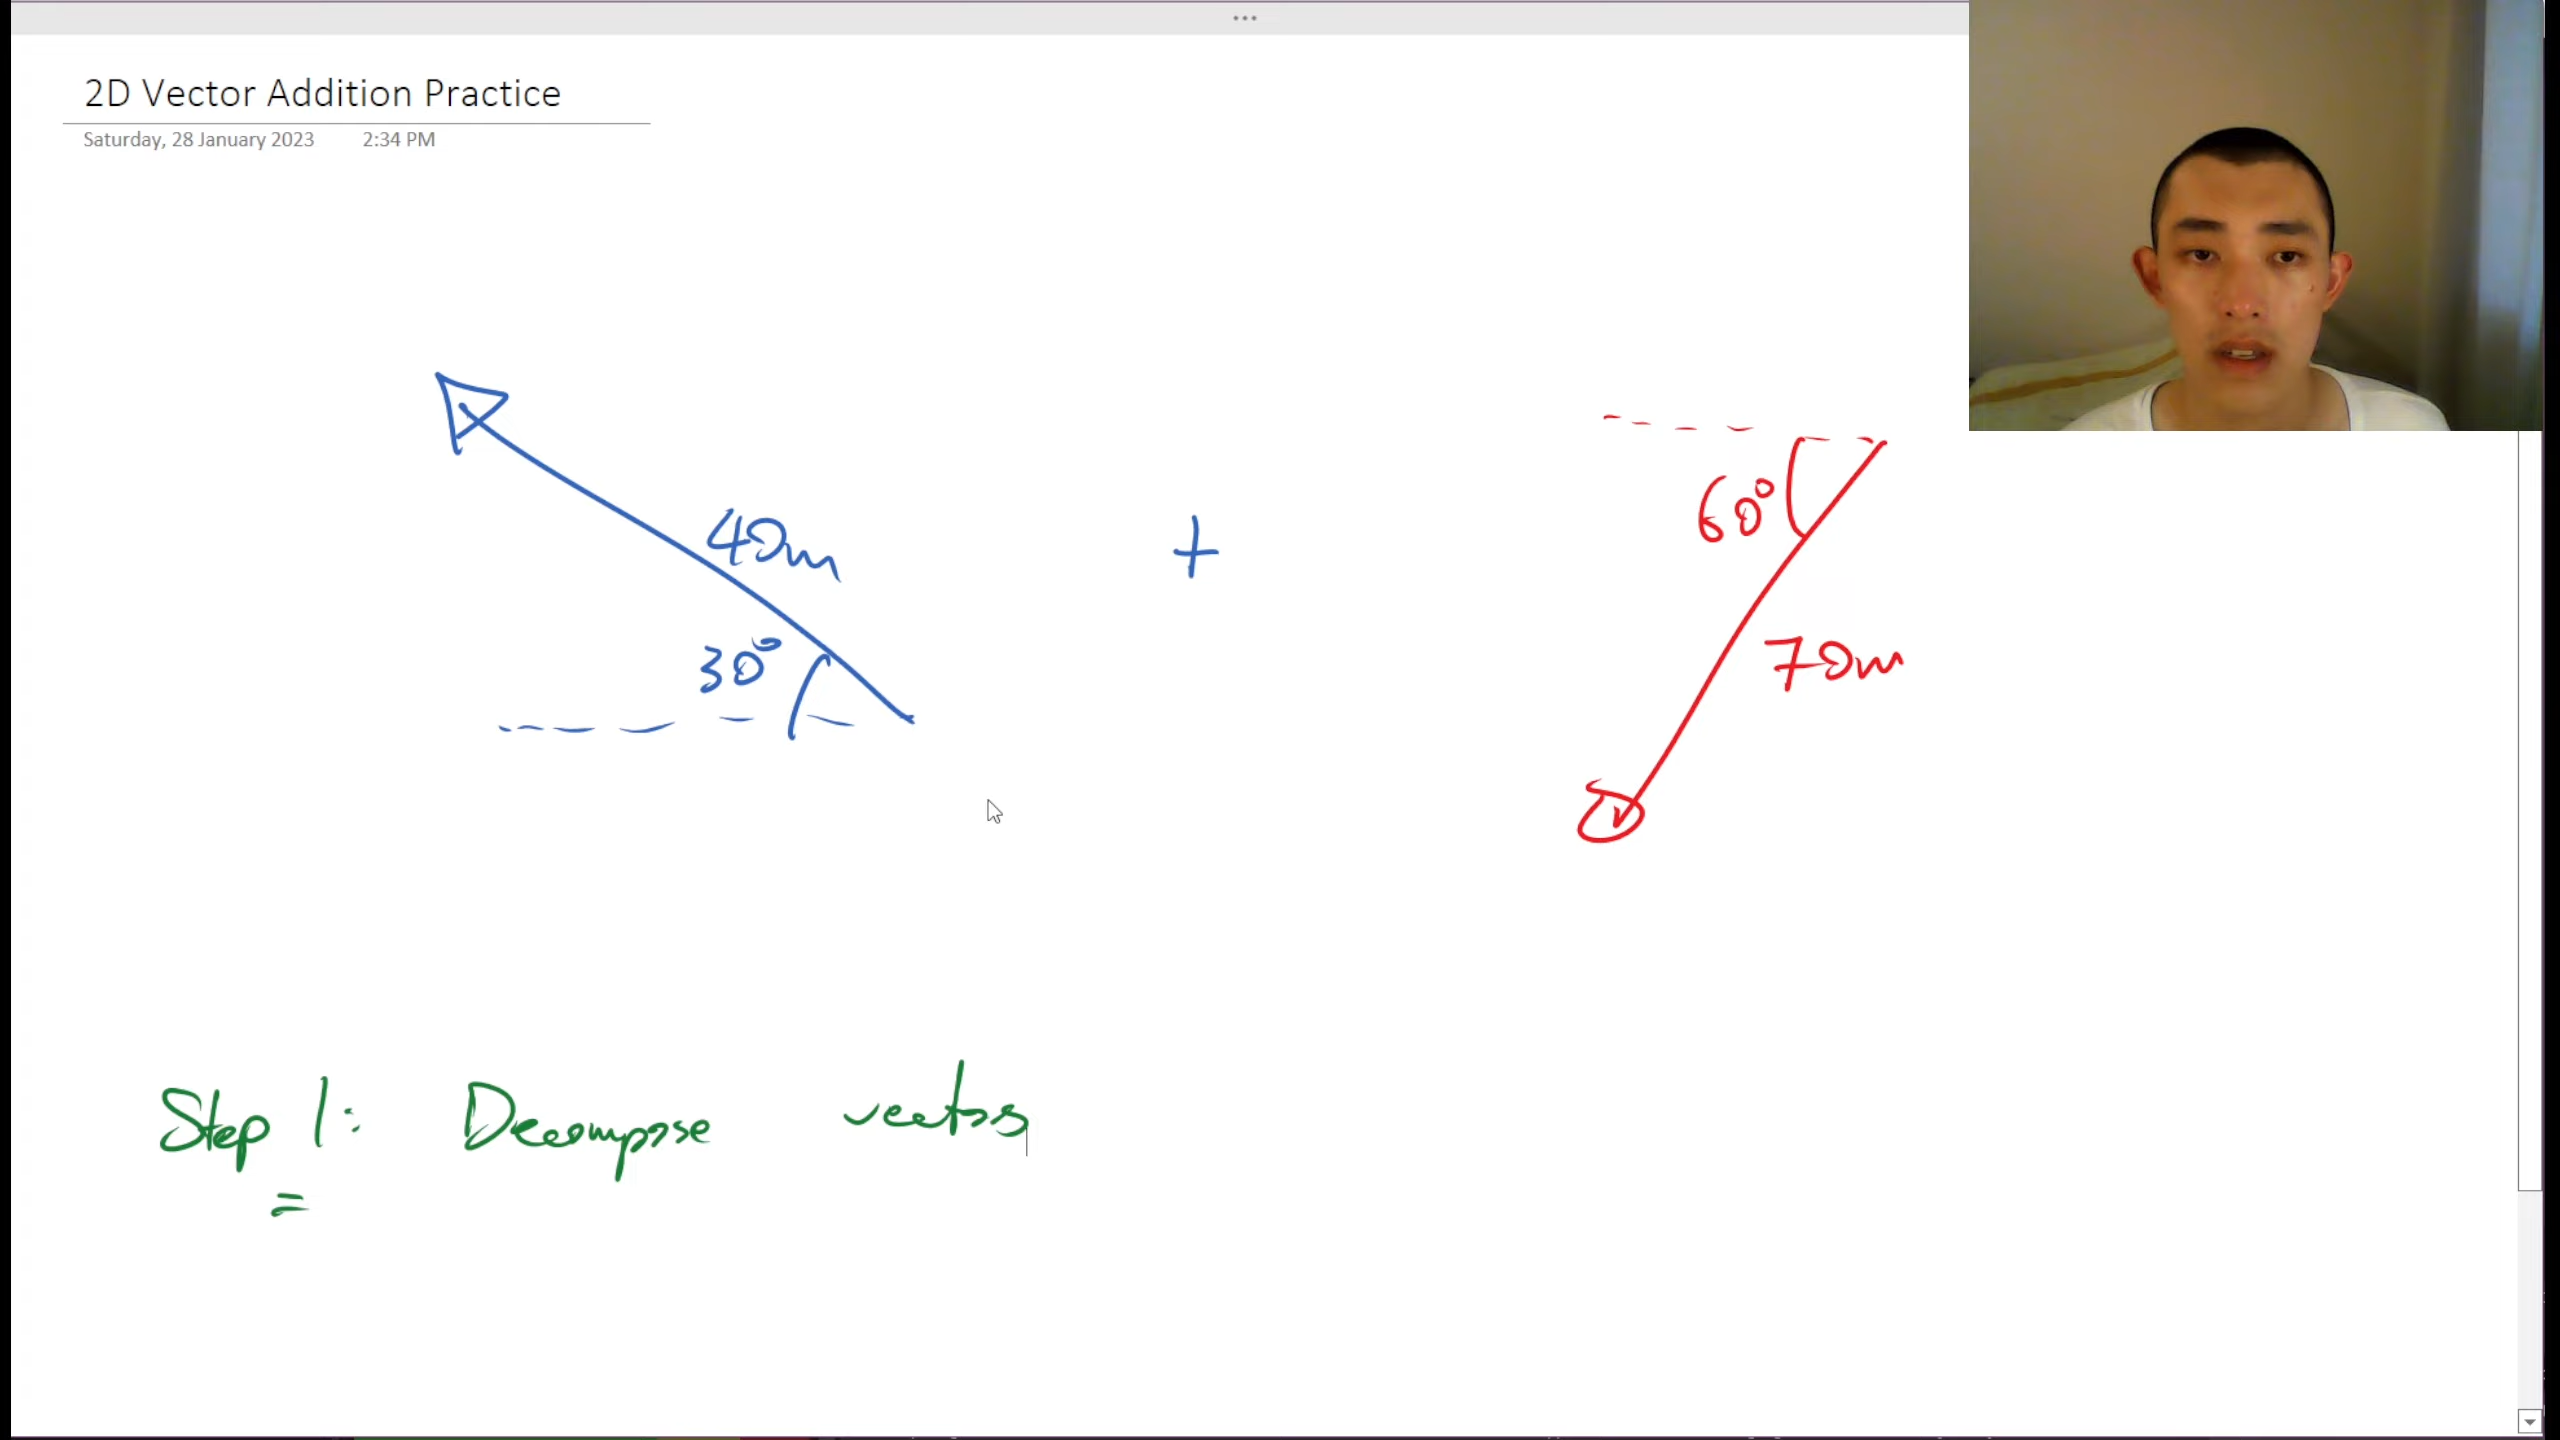 2D Vector Addition Practice
Saturday, 28 January 2023 2:34 PM
40m
30°
+
60°
70m
Step 1: Decompose vectors
=